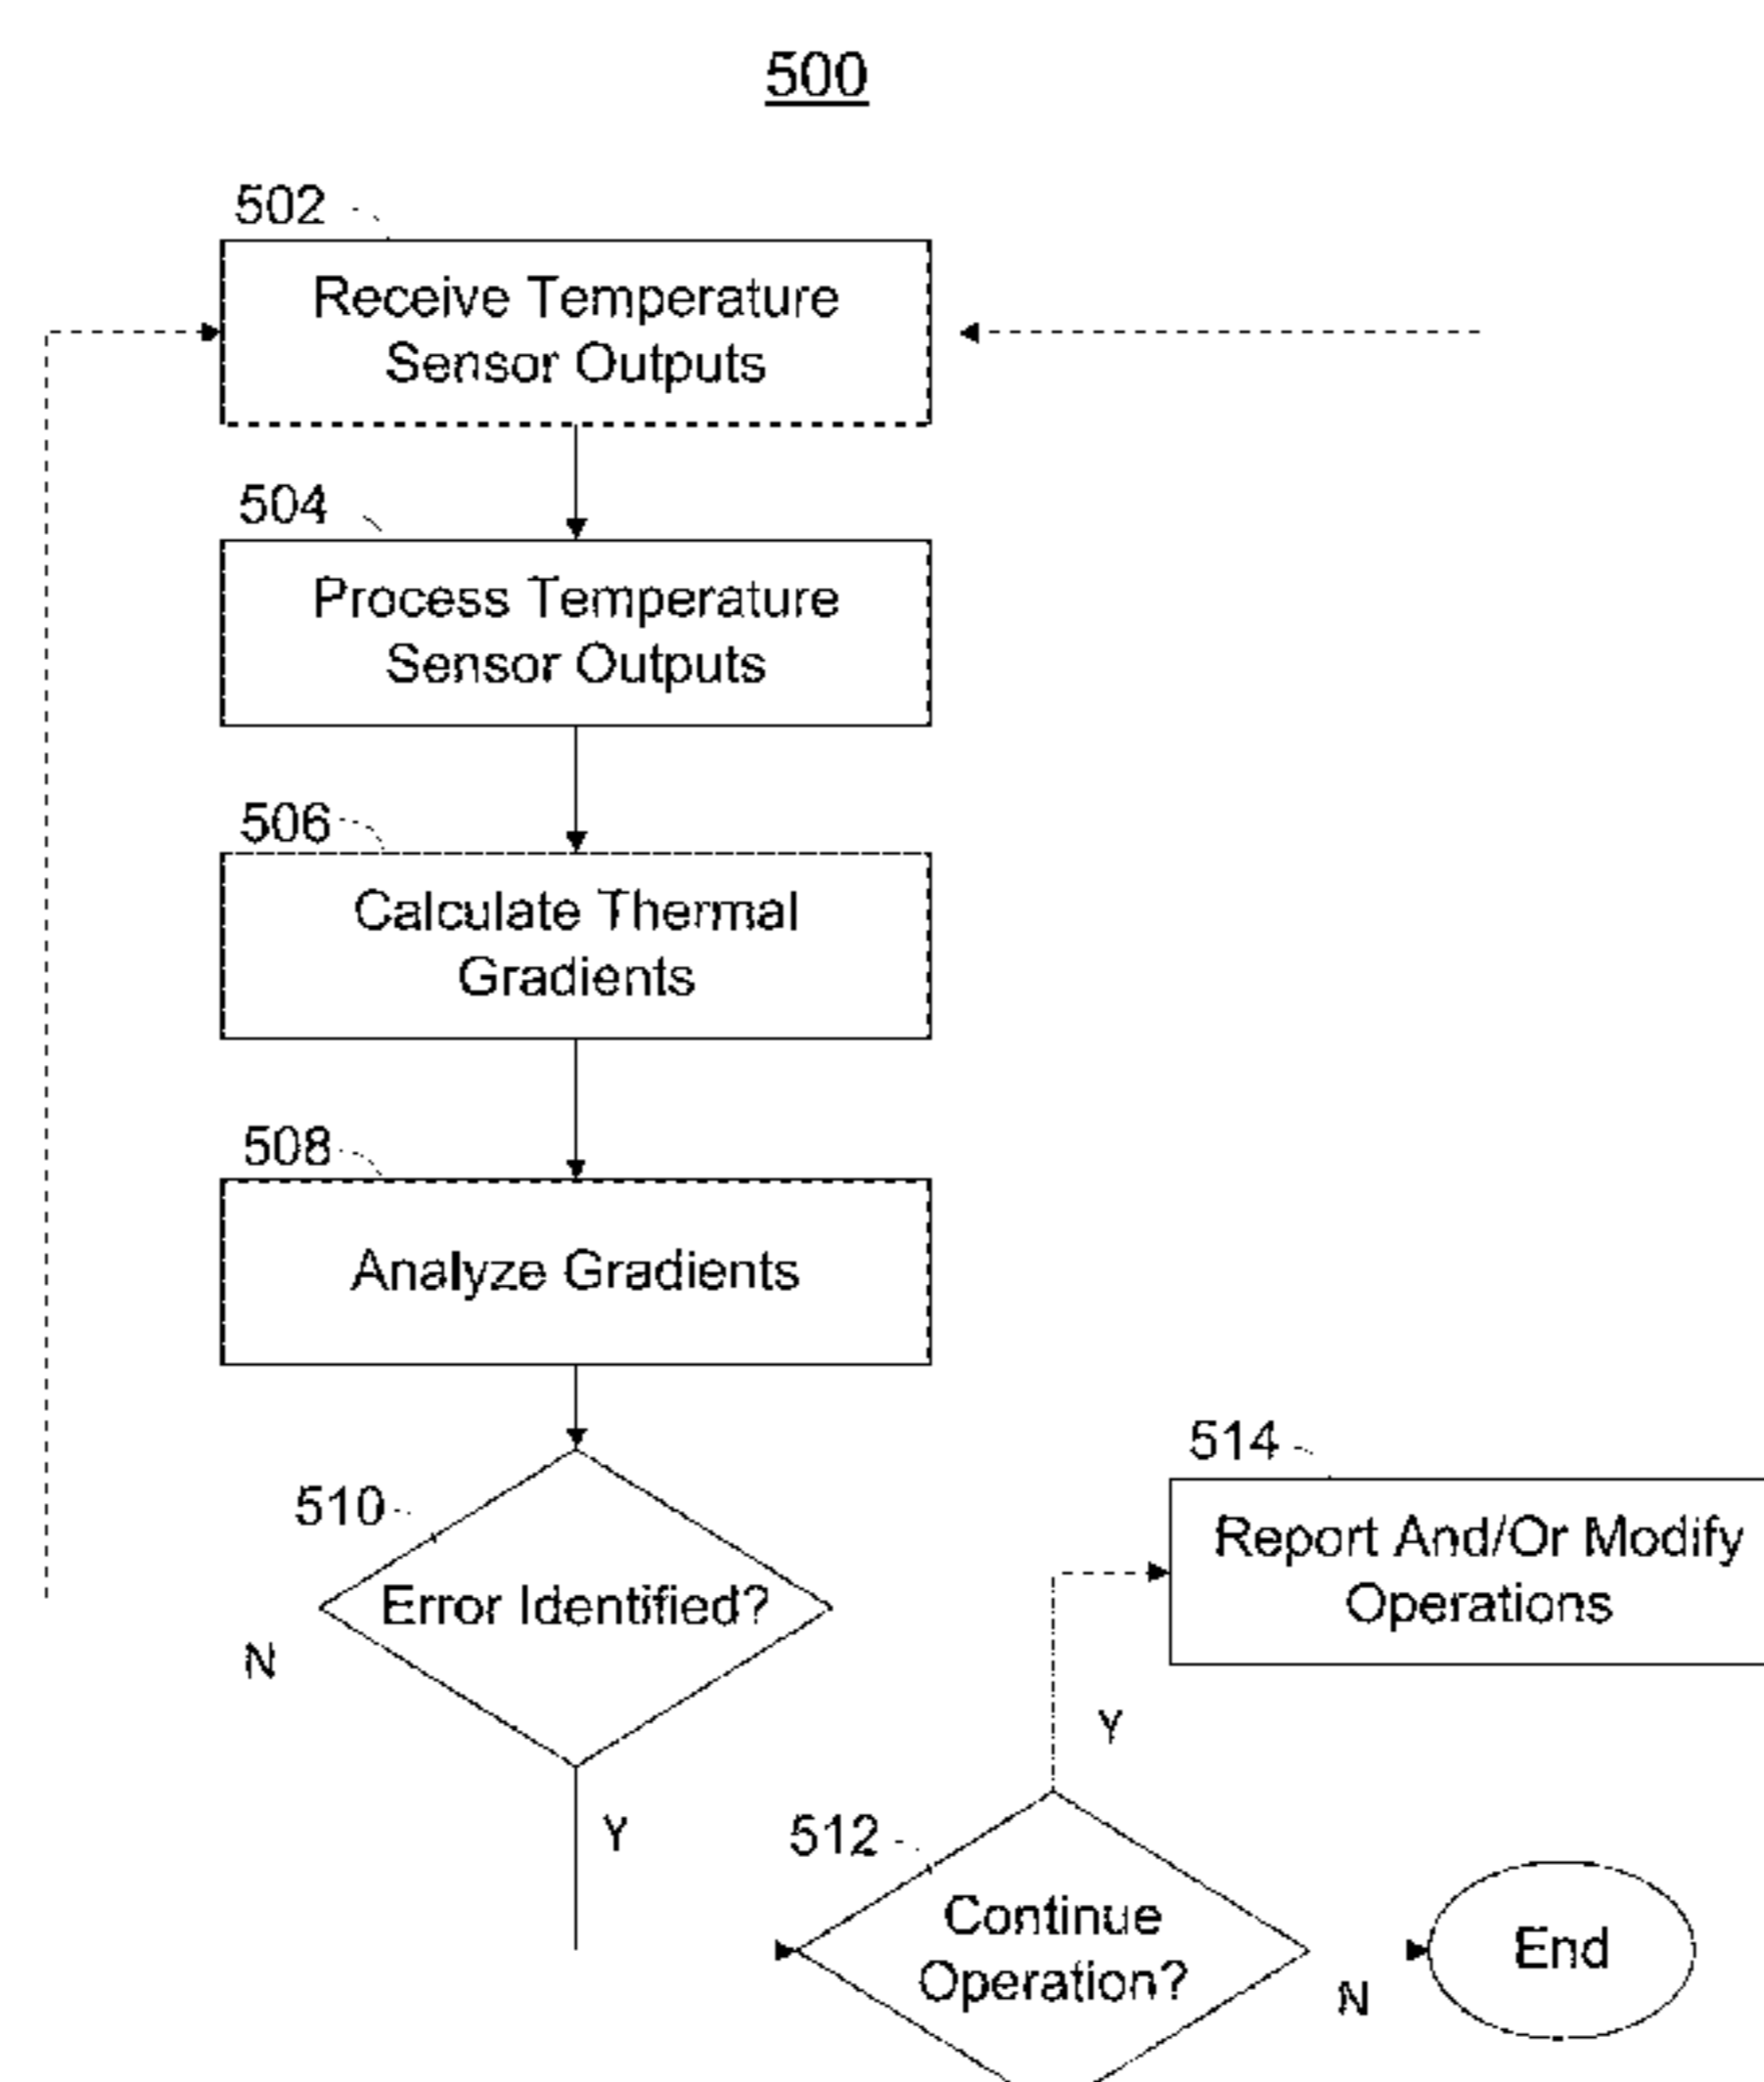 500
502
Receive Temperature
Sensor Outputs
504
Process Temperature
Sensor Outputs
506
Calculate Thermal
Gradients
508
Analyze Gradients
510
Error Identified?
N
Y
514
Report And/Or Modify
Operations
Y
512
Continue
Operation?
N
End